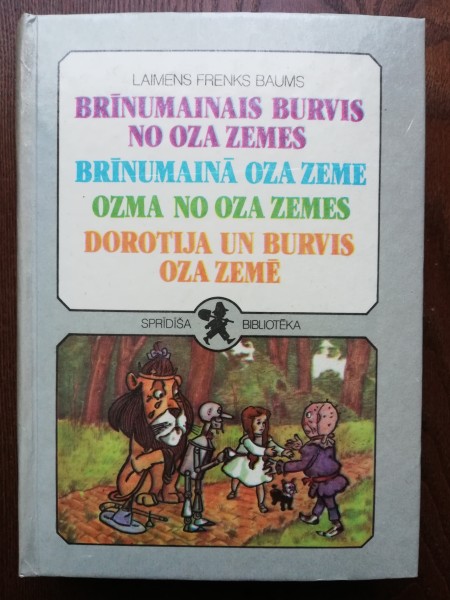 LAIMENS FRENKS BAUMS
BRĪNUMAINAIS BURVIS
NO OZA ZEMES
BRĪNUMAINĀ OZA ZEME
OZMA NO OZA ZEMES
DOROTIJA UN BURVIS
OZA ZEMĒ
SPRĪDĪŠA BIBLIOTĒKA